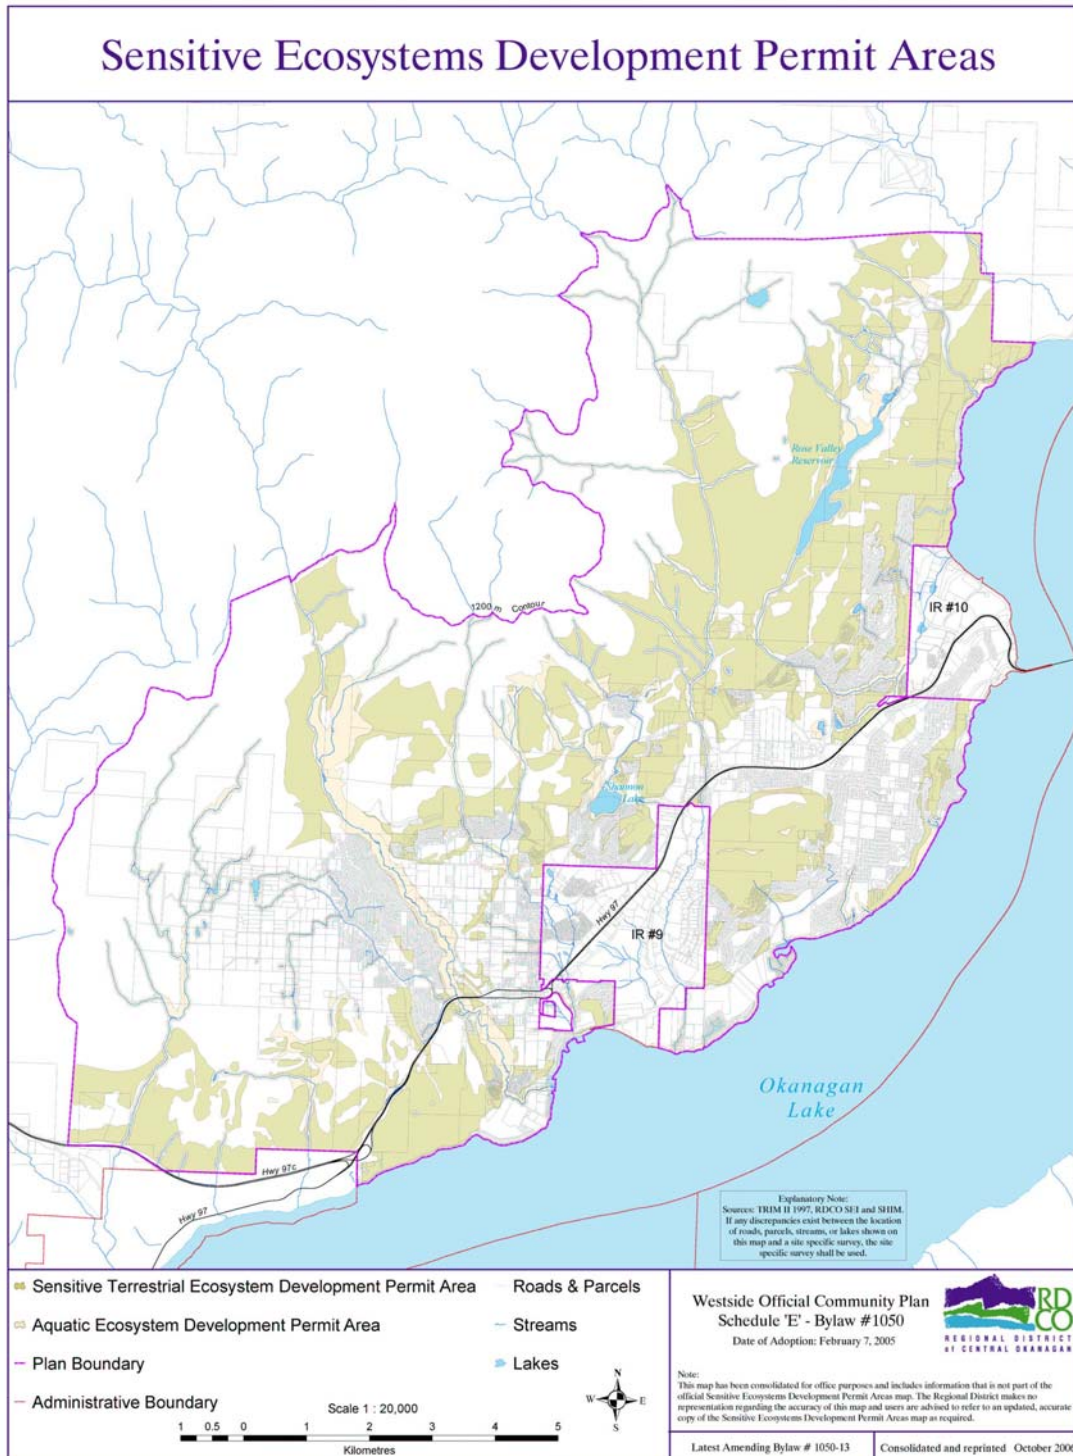 Sensitive Ecosystems Development Permit Areas
Rose Valley
Reservoir
IR #10
1200 m Contour
Shannon
Lake
Hwy 97
IR #9
Okanagan
Lake
Hwy 97c
Hwy 97
Explanatory Note:
Sources: TRIM II 1997, RDCO SEI and SHIM.
If any discrepancies exist between the location
of roads, parcels, streams, or lakes shown on
this map and a site specific survey, the site
specific survey shall be used.
Sensitive Terrestrial Ecosystem Development Permit Area
Aquatic Ecosystem Development Permit Area
Plan Boundary
Administrative Boundary
Roads & Parcels
Streams
Lakes
Scale 1 : 20,000
1 0.5 0 1 2 3 4 5
Kilometres
N
W E
S
Westside Official Community Plan
Schedule 'E' - Bylaw #1050
Date of Adoption: February 7, 2005
RD
CO
REGIONAL DISTRICT
of CENTRAL OKANAGAN
Note:
This map has been consolidated for office purposes and includes information that is not part of the
official Sensitive Ecosystems Development Permit Areas map. The Regional District makes no
representation regarding the accuracy of this map and users are advised to refer to an updated, accurate
copy of the Sensitive Ecosystems Development Permit Areas map as required.
Latest Amending Bylaw # 1050-13
Consolidated and reprinted October